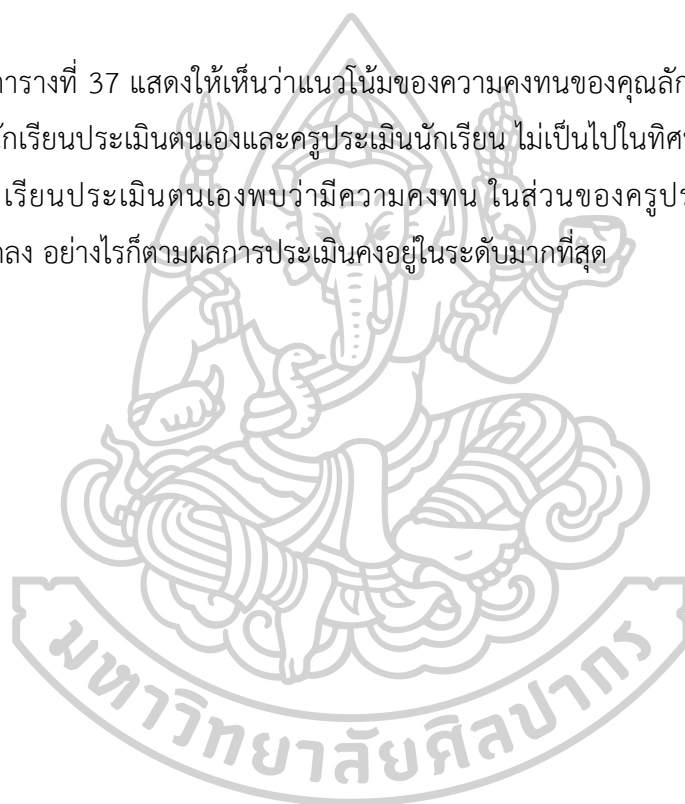 ตารางที่ 37 แสดงให้เห็นว่าแนวโน้มของความคงทนของคุณลัก
นักเรียนประเมินตนเองและครูประเมินนักเรียน ไม่เป็นไปในทิศ
เรียนประเมินตนเองพบว่ามีความคงทน ในส่วนของครูประ
ลง อย่างไรก็ตามผลการประเมินคงอยู่ในระดับมากที่สุด
มหาวิทยาลัยศิลปากร